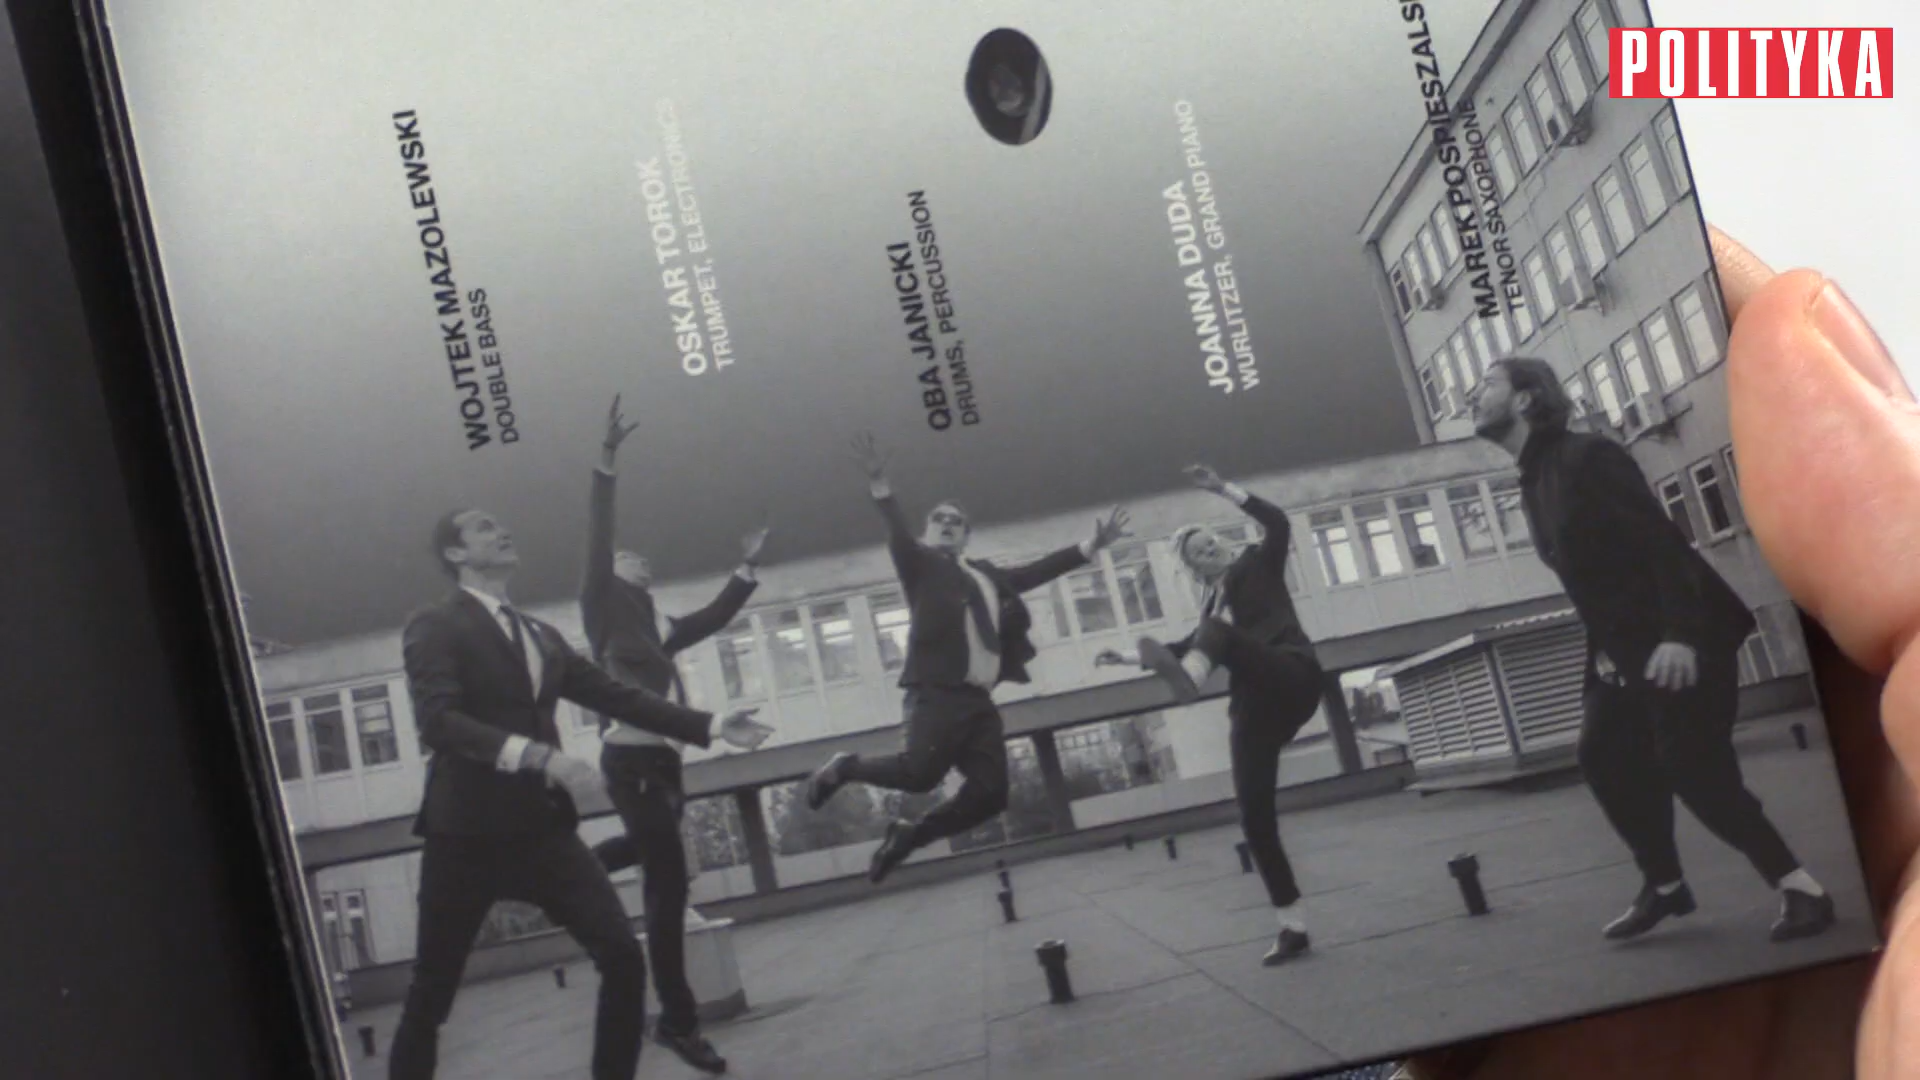 POLITYKA
WOJTEK MAZOLEWSKI
DOUBLE BASS
OSKAR TOROK
TRUMPET, ELECTRONICS
QBA JANICKI
DRUMS, PERCUSSION
JOANNA DUDA
WURLITZER, GRAND PIANO
MAREK POSPIESZALS
TENOR SAXOPHONE